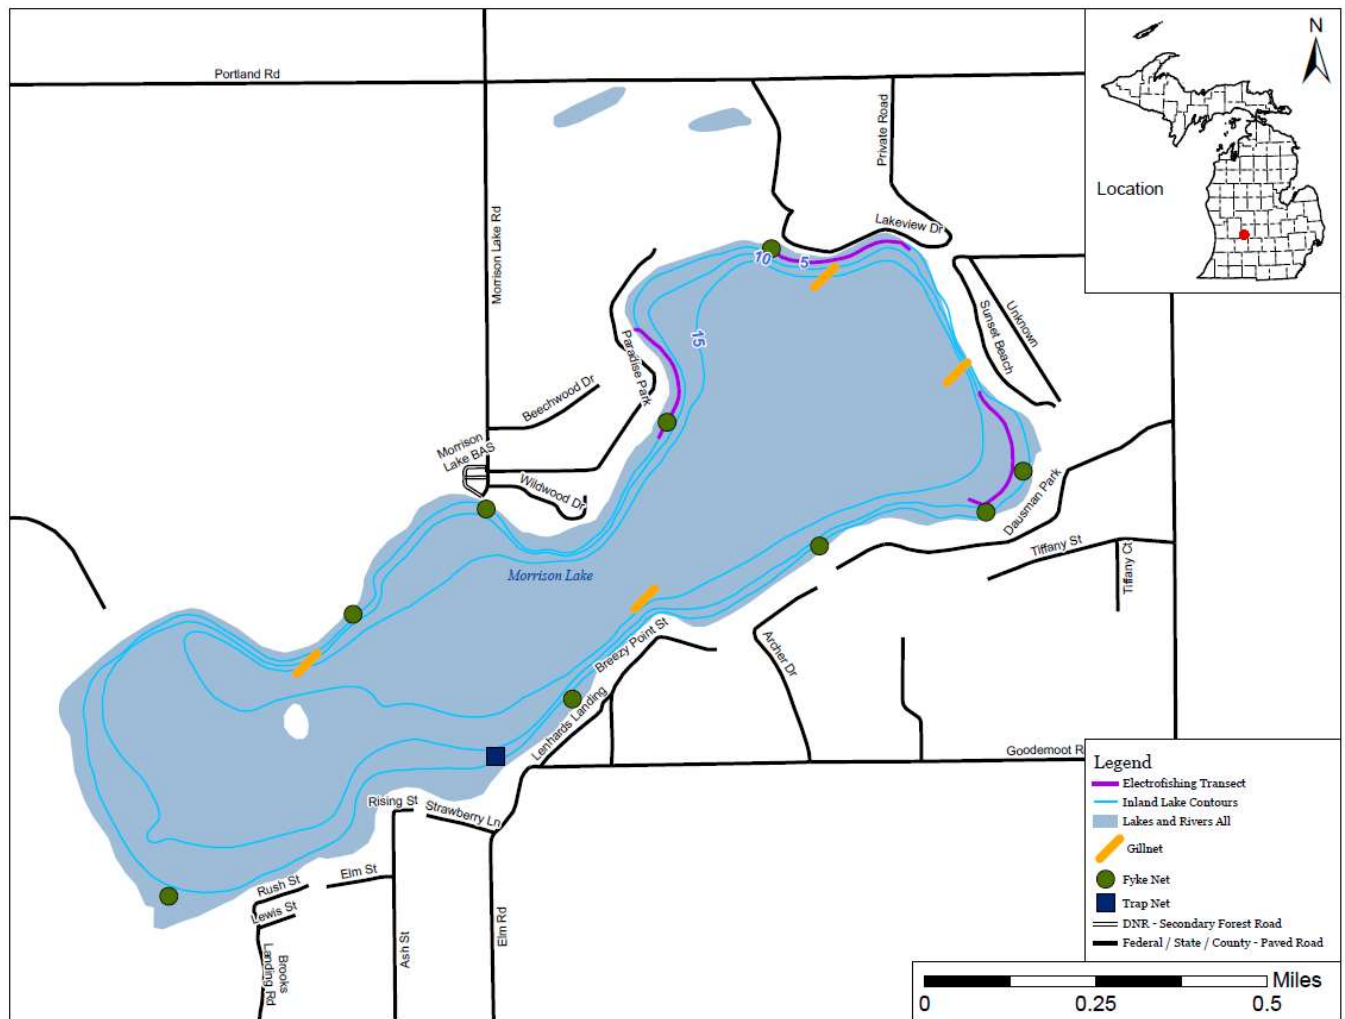 Portland Rd
N
Private Road
Location
Morrison Lake Rd
Lakeview Dr
10
5
15
Sunset Beach
Unknown
Paradise Park
Beechwood Dr
Morrison
Lake BAS
Wildwood Dr
Dausman Park
Tiffany St
Tiffany Ct
Morrison Lake
Breezy Point St
Archer Dr
Lenhards Landing
Goodemoot R
Rising St
Strawberry Ln
Elm St
Rush St
Lewis St
Brooks
Landing Rd
Ash St
Elm Rd
Legend
Electrofishing Transect
Inland Lake Contours
Lakes and Rivers All
Gillnet
Fyke Net
Trap Net
DNR - Secondary Forest Road
Federal / State / County - Paved Road
Miles
0 0.25 0.5